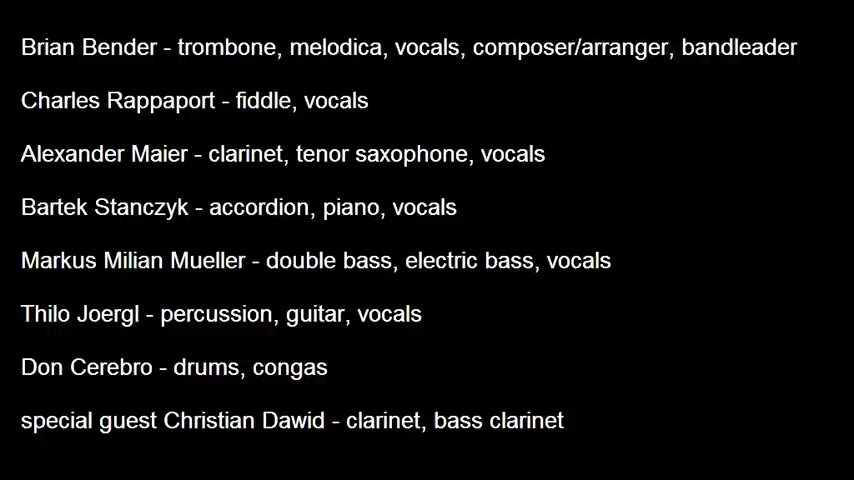 Brian Bender - trombone, melodica, vocals, composer/arranger, bandleader
Charles Rappaport - fiddle, vocals
Alexander Maier - clarinet, tenor saxophone, vocals
Bartek Stanczyk - accordion, piano, vocals
Markus Milian Mueller - double bass, electric bass, vocals
Thilo Joergl - percussion, guitar, vocals
Don Cerebro - drums, congas
special guest Christian Dawid - clarinet, bass clarinet